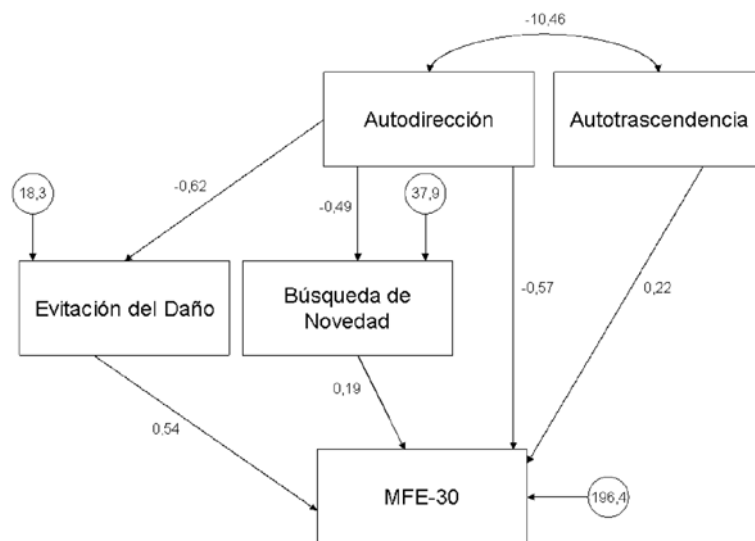 -10,46
Autodirección
Autotrascendencia
18,3
-0,62
-0,49
37,9
Evitación del Daño
Búsqueda de
Novedad
-0,57
0,22
0,54
0,19
MFE-30
196,4